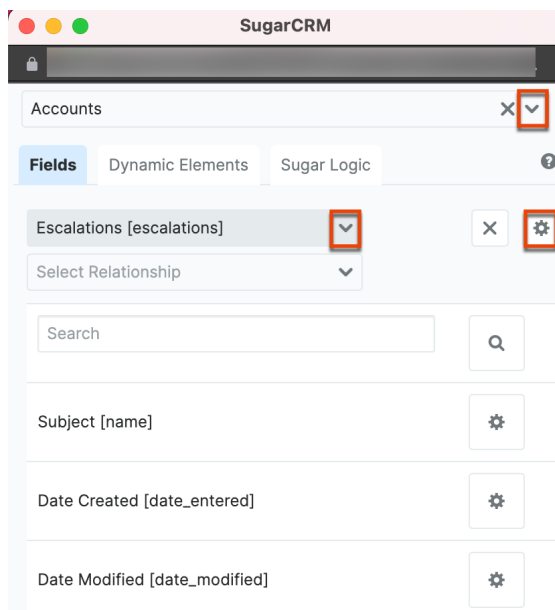 SugarCRM
Accounts
Fields Dynamic Elements Sugar Logic
Escalations [escalations]
Select Relationship
Search
Subject [name]
Date Created [date_entered]
Date Modified [date_modified]